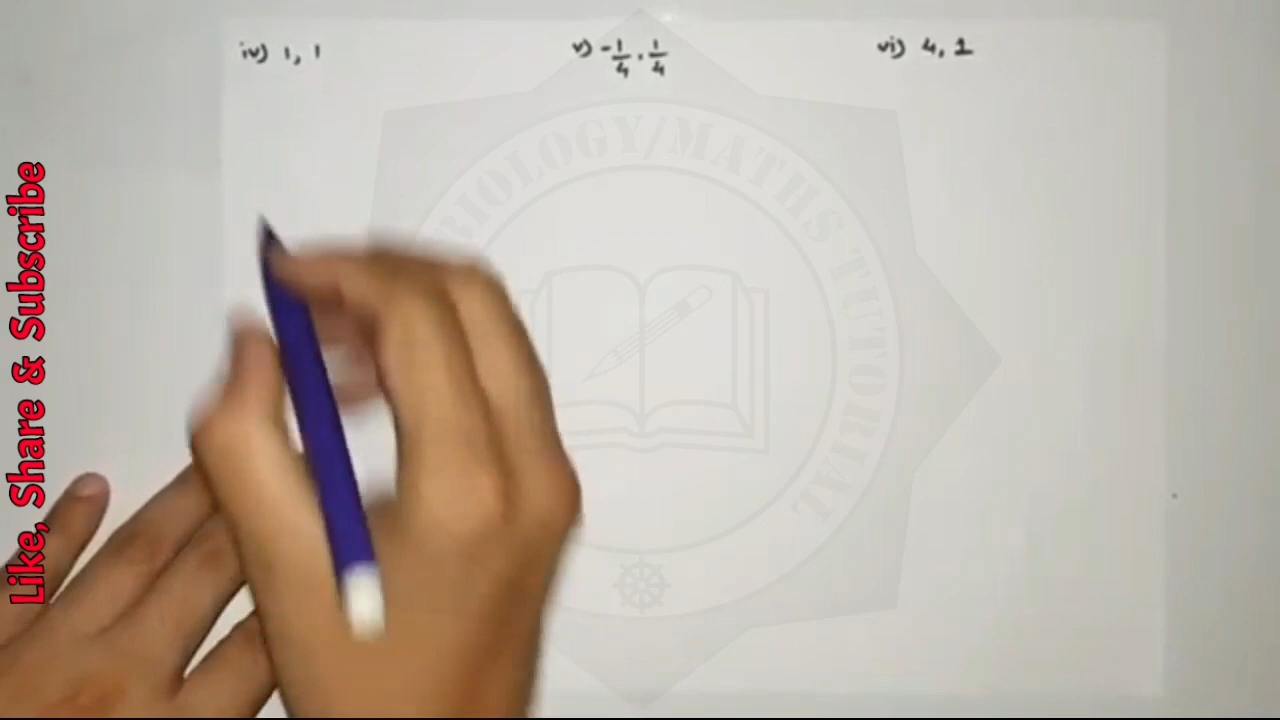 iv) 1, 1
v) -1/4, 1/4
vi) 4, 1
BIOLOGY/MATHS TUTORIAL
Like, Share & Subscribe